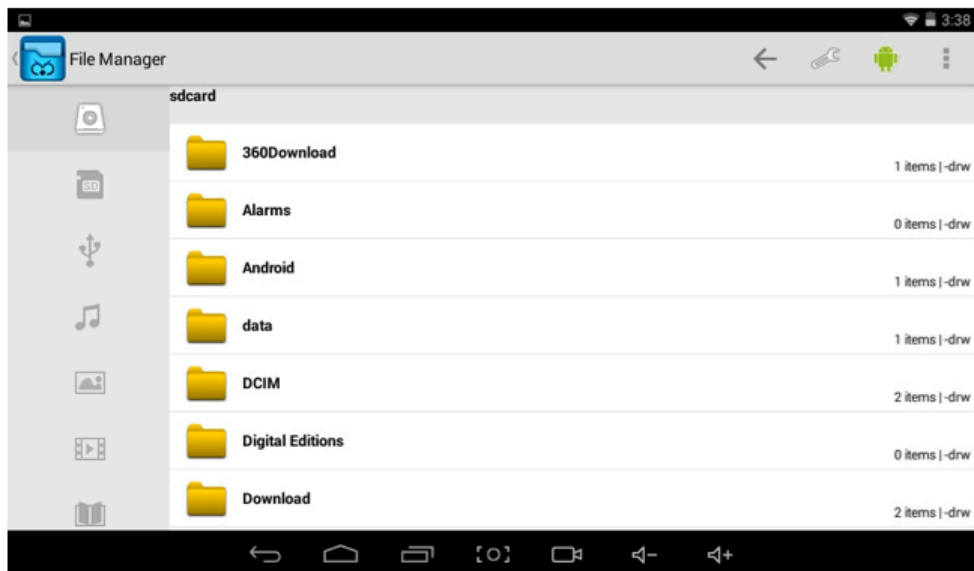 3:38
File Manager
sdcard
360Download
1 items | -drw
Alarms
0 items | -drw
Android
1 items | -drw
data
1 items | -drw
DCIM
2 items | -drw
Digital Editions
0 items | -drw
Download
2 items | -drw
SD